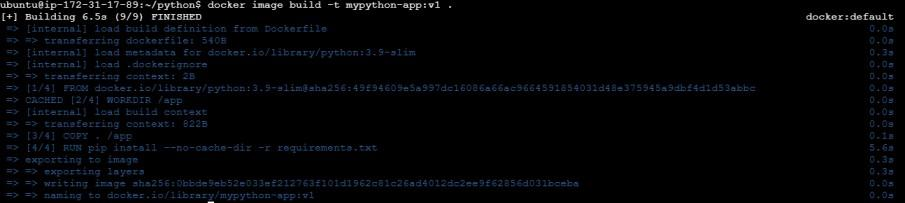 ubuntu@ip-172-31-17-89:~/python$ docker image build -t mypython-app:v1 .
[+] Building 6.5s (9/9) FINISHED docker:default
=> [internal] load build definition from Dockerfile 0.0s
=> => transferring dockerfile: 540B 0.0s
=> [internal] load metadata for docker.io/library/python:3.9-slim 0.3s
=> [internal] load .dockerignore 0.0s
=> => transferring context: 2B 0.0s
=> [1/4] FROM docker.io/library/python:3.9-slim@sha256:49f94609e5a997dc16086a66ac9664591854031d48e375945a9dbf4d1d53abbc 0.0s
=> CACHED [2/4] WORKDIR /app 0.0s
=> [internal] load build context 0.0s
=> => transferring context: 822B 0.0s
=> [3/4] COPY . /app 0.1s
=> [4/4] RUN pip install --no-cache-dir -r requirements.txt 5.6s
=> exporting to image 0.3s
=> => exporting layers 0.3s
=> => writing image sha256:0bbde9eb52e033ef212763f101d1962c81c26ad4012dc2ee9f62856d031bceba 0.0s
=> => naming to docker.io/library/mypython-app:v1 0.0s